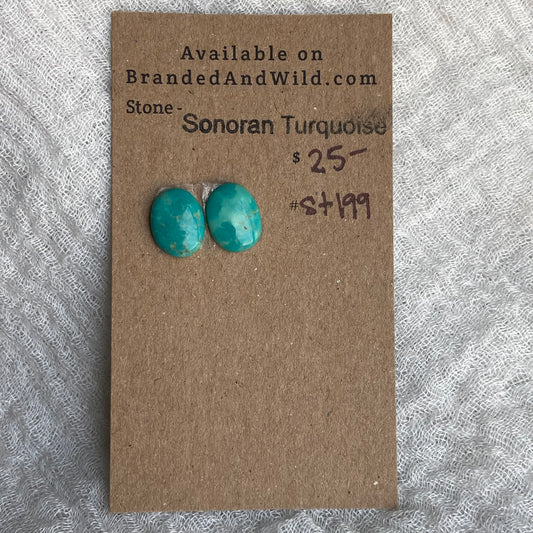 Available on
BrandedAndWild.com
Stone - Sonoran Turquoise
$ 25-
#St199